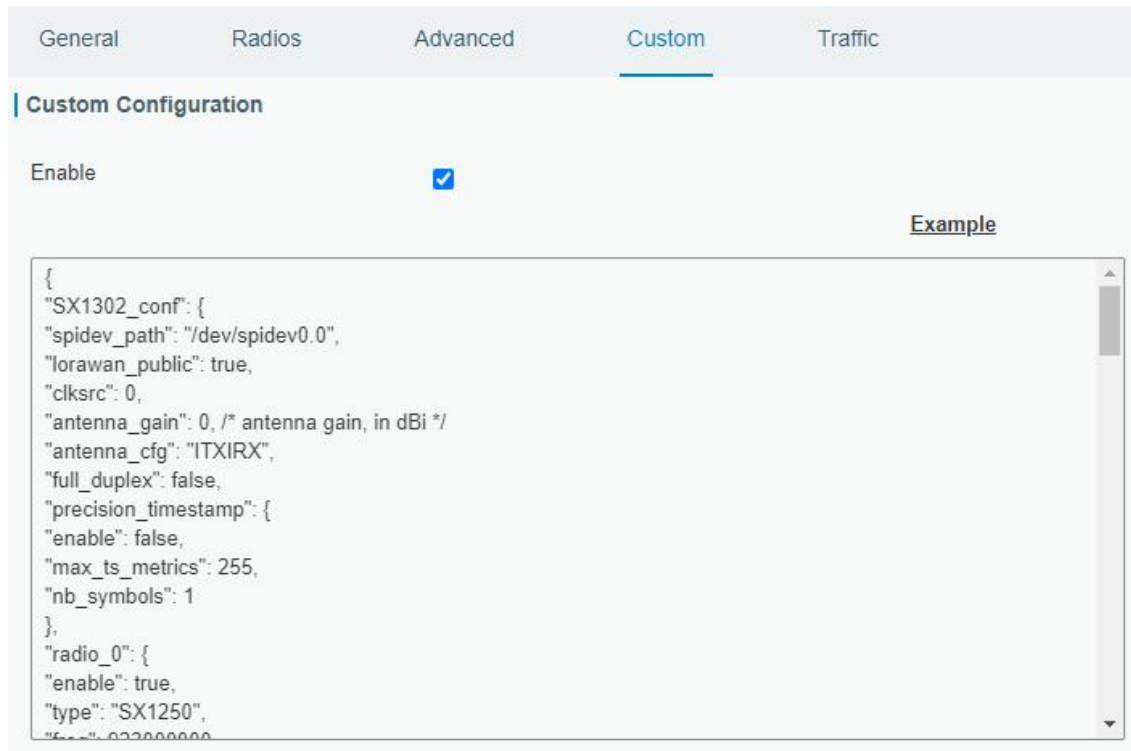 General Radios Advanced Custom Traffic
Custom Configuration
Enable
Example
{
"SX1302_conf": {
"spidev_path": "/dev/spidev0.0",
"lorawan_public": true,
"clksrc": 0,
"antenna_gain": 0, /* antenna gain, in dBi */
"antenna_cfg": "ITXIRX",
"full_duplex": false,
"precision_timestamp": {
"enable": false,
"max_ts_metrics": 255,
"nb_symbols": 1
},
"radio_0": {
"enable": true,
"type": "SX1250",